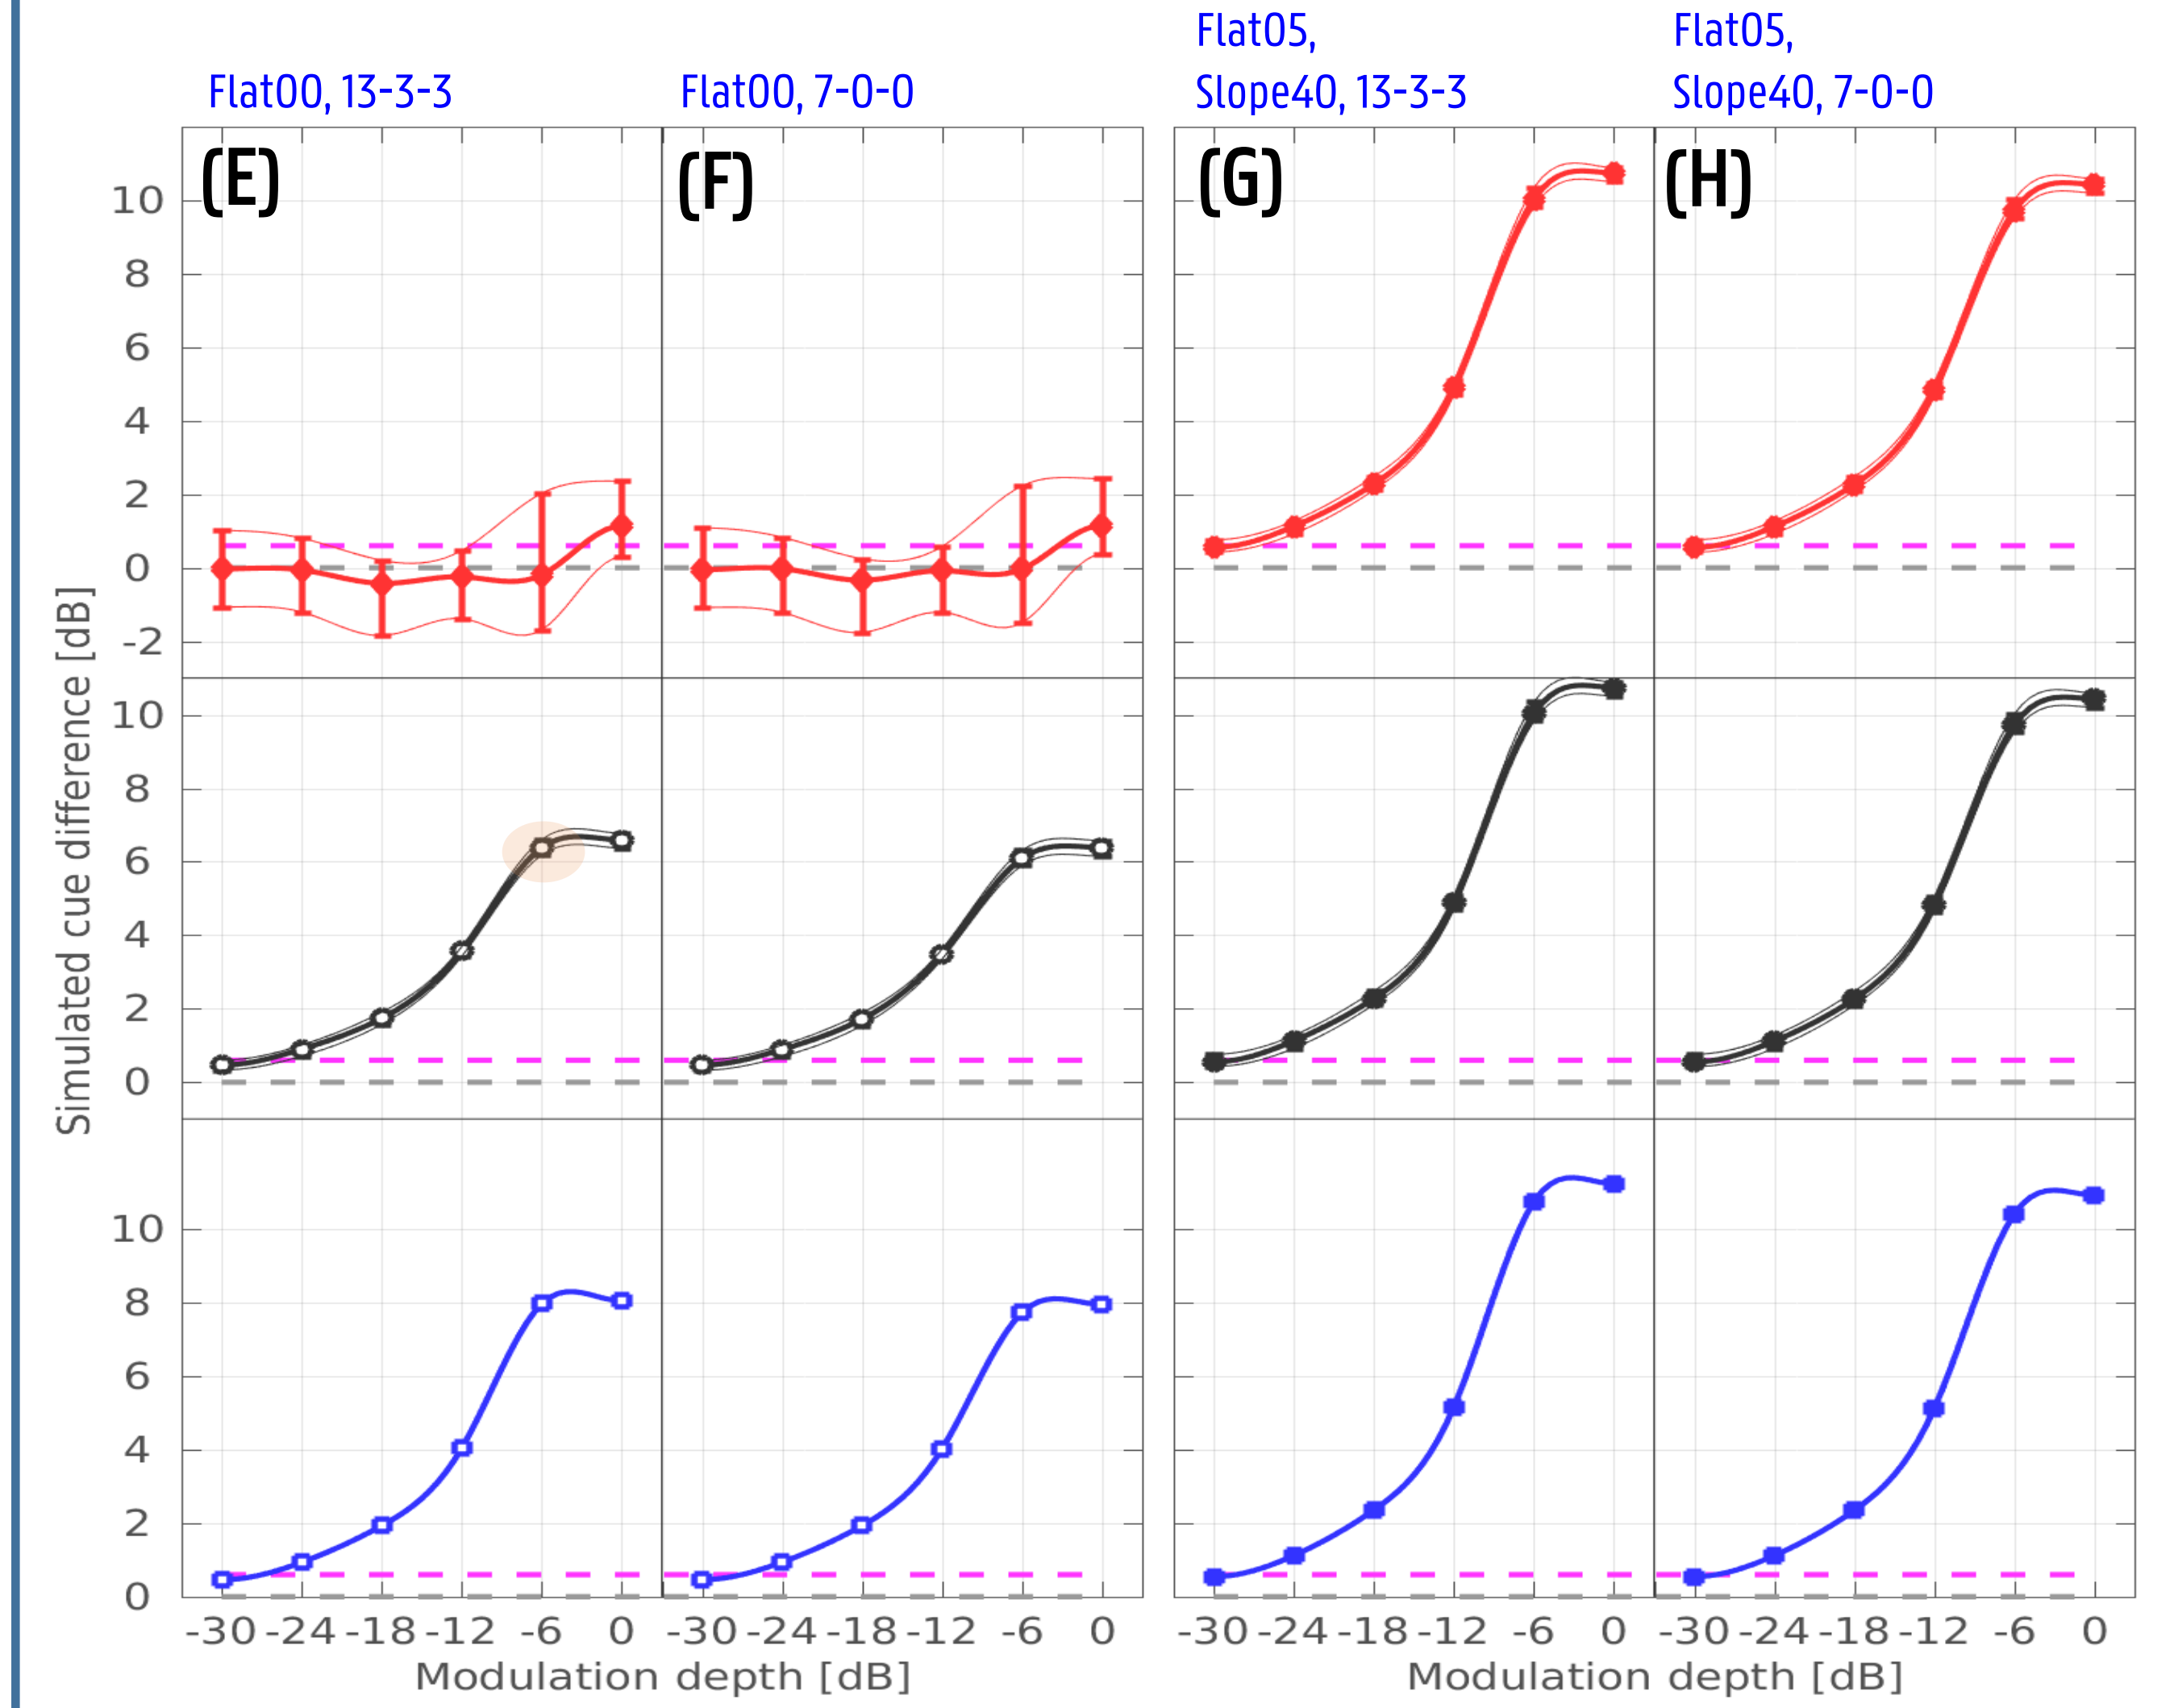 Flat05,
Flat05,
Flat00, 13-3-3
Flat00, 7-0-0
Slope40, 13-3-3
Slope40, 7-0-0
(E)
(F)
(G)
(H)
10
8
6
4
2
0
-2
10
8
6
4
2
0
10
8
6
4
2
0
Simulated cue difference [dB]
-30 -24 -18 -12 -6 0 -30 -24 -18 -12 -6 0 -30 -24 -18 -12 -6 0 -30 -24 -18 -12 -6 0
Modulation depth [dB]
Modulation depth [dB]